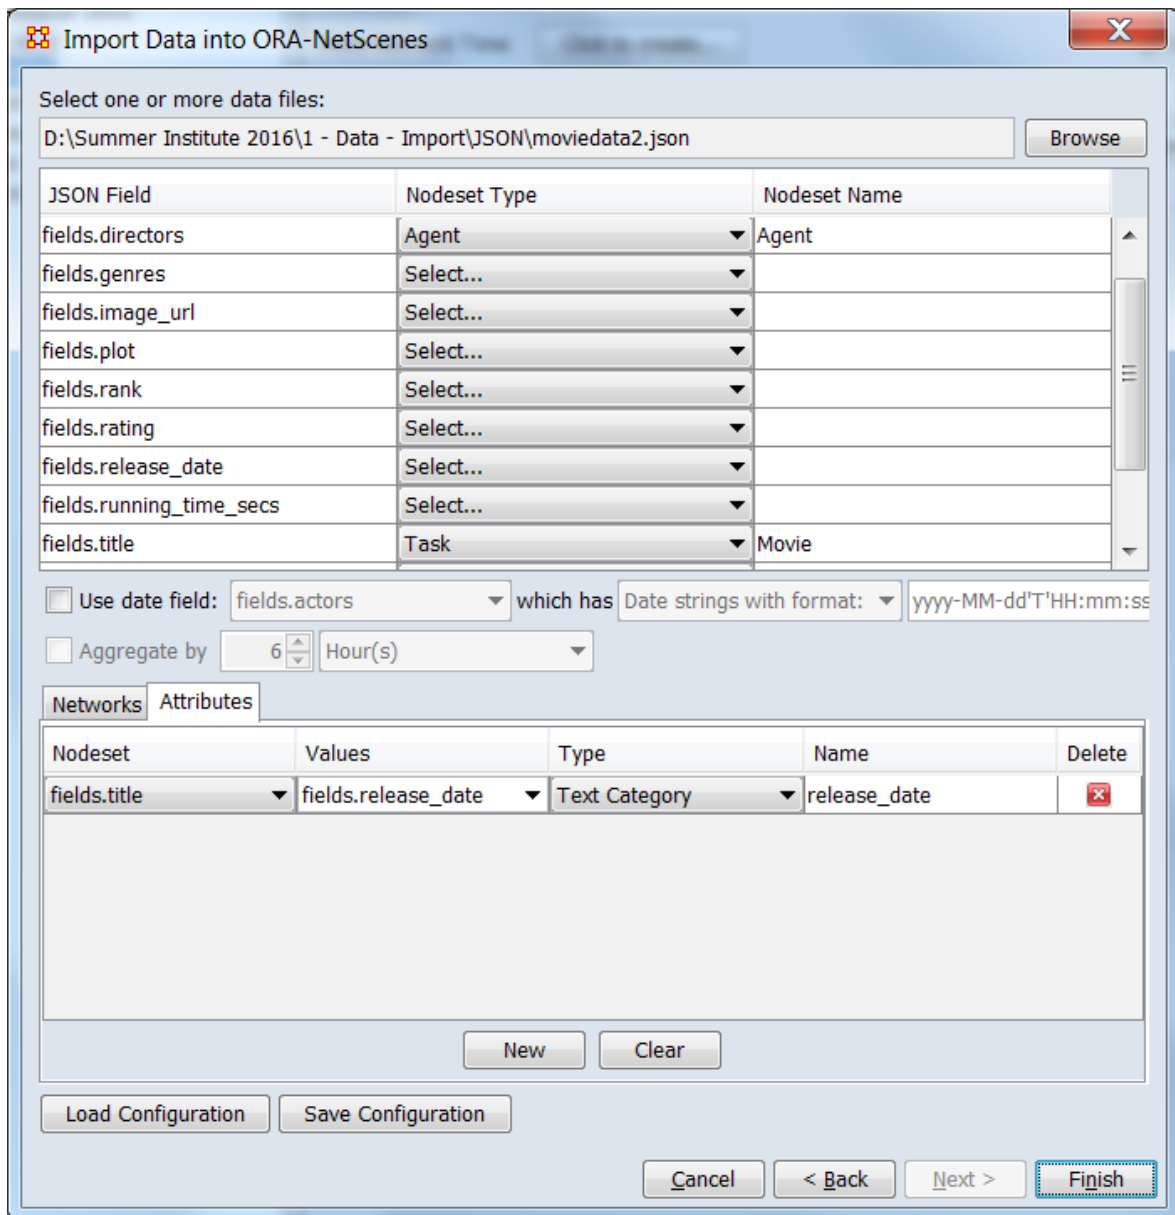 Import Data into ORA-NetScenes
Select one or more data files:
D:\Summer Institute 2016\1 - Data - Import\JSON\moviedata2.json Browse
JSON Field Nodeset Type Nodeset Name
fields.directors Agent Agent
fields.genres Select...
fields.image_url Select...
fields.plot Select...
fields.rank Select...
fields.rating Select...
fields.release_date Select...
fields.running_time_secs Select...
fields.title Task Movie
Use date field: fields.actors which has Date strings with format: yyyy-MM-dd'T'HH:mm:ss
Aggregate by 6 Hour(s)
Networks Attributes
Nodeset Values Type Name Delete
fields.title fields.release_date Text Category release_date
New Clear
Load Configuration Save Configuration
Cancel < Back Next > Finish